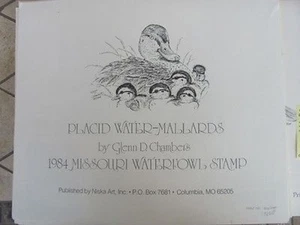 PLACID WATER-MALLARDS
by Glenn D. Chambers
1984 MISSOURI WATERFOWL STAMP
Published by Niska Art, Inc. • P.O. Box 7681 • Columbia, MO 65205